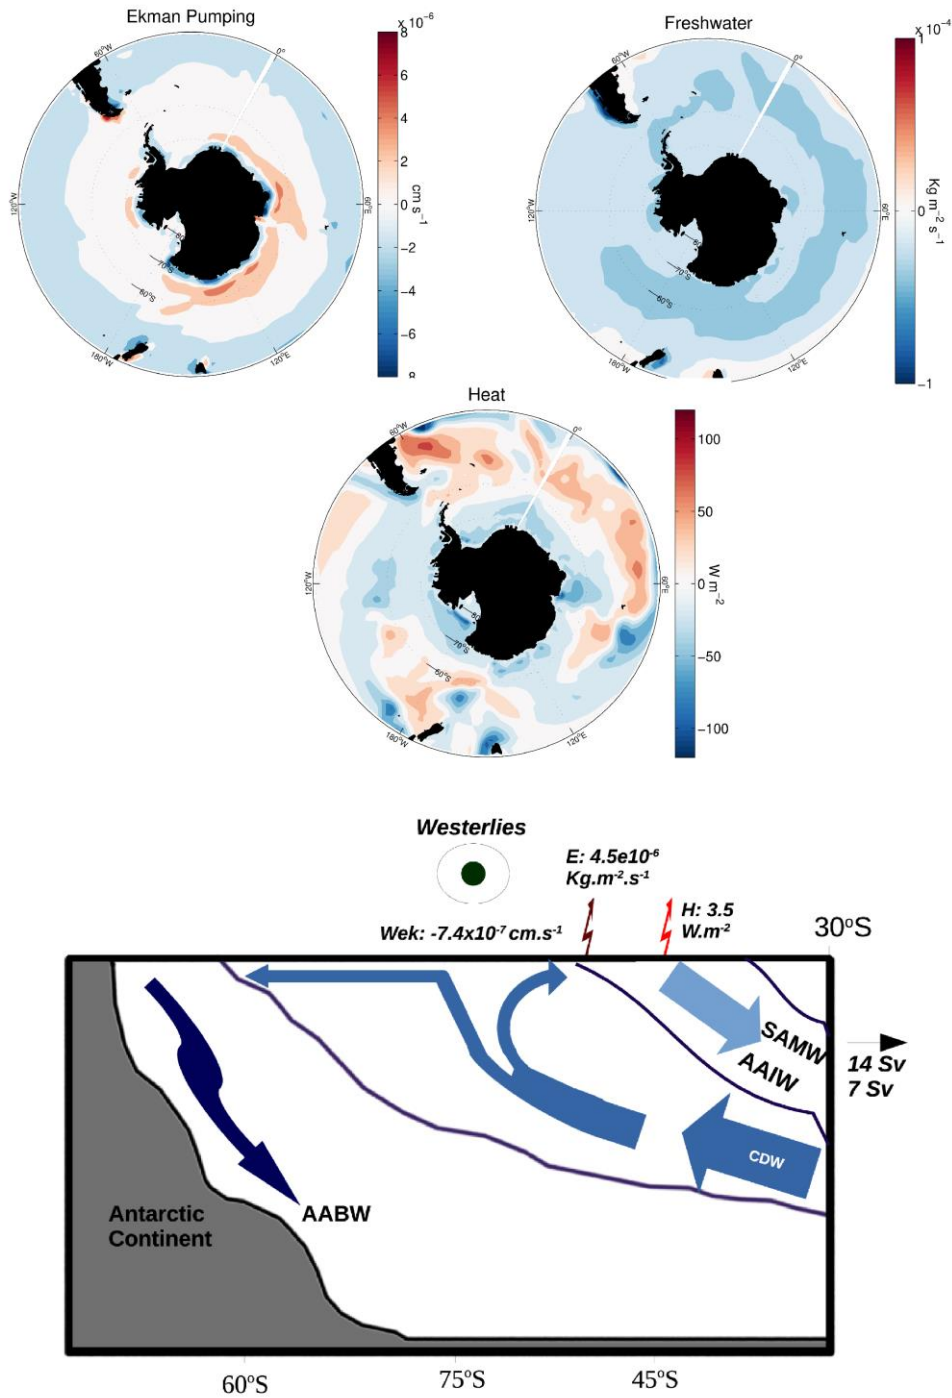 Ekman Pumping
x 10-6
8
6
4
2
0
−2
−4
−6
8
cm s−1
60°W
0°
60°E
120°E
180°W
120°W
−70°S
−60°S
Freshwater
x 10-4
1
0
−1
Kg m−2 s−1
60°W
0°
60°E
120°E
180°W
120°W
−70°S
−60°S
Heat
100
50
0
−50
−100
W m−2
60°W
0°
60°E
120°E
180°W
120°W
−70°S
−60°S
Westerlies
E: 4.5e10-6
Kg.m-2.s-1
Wek: -7.4x10-7 cm.s-1
H: 3.5
W.m-2
30°S
SAMW
AAIW
14 Sv
7 Sv
CDW
Antarctic
Continent
AABW
60°S
75°S
45°S